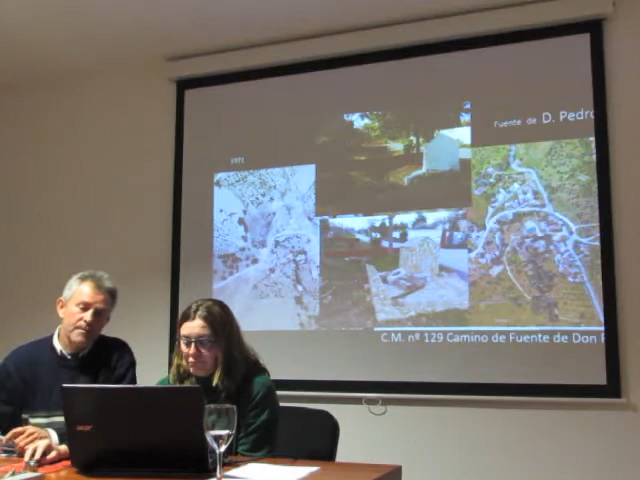 Fuente de D. Pedro
1971
C.M. nº 129 Camino de Fuente de Don
acer